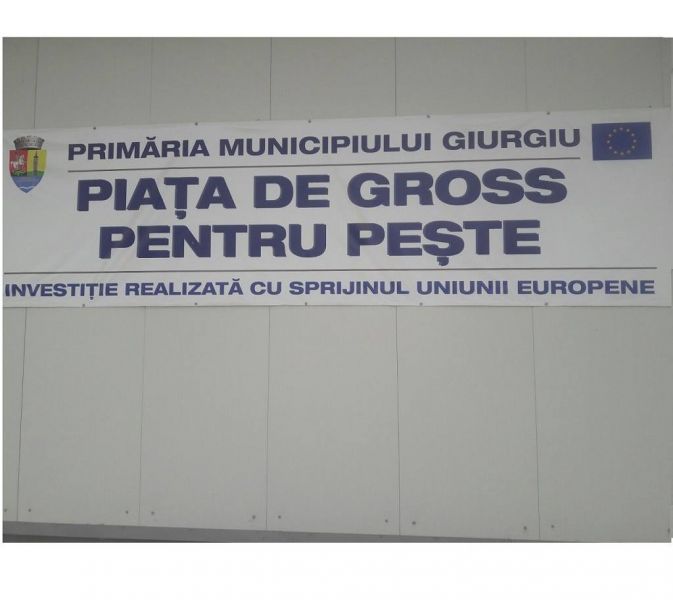 PRIMĂRIA MUNICIPIULUI GIURGIU
PIAȚA DE GROSS
PENTRU PEȘTE
INVESTIȚIE REALIZATĂ CU SPRIJINUL UNIUNII EUROPENE